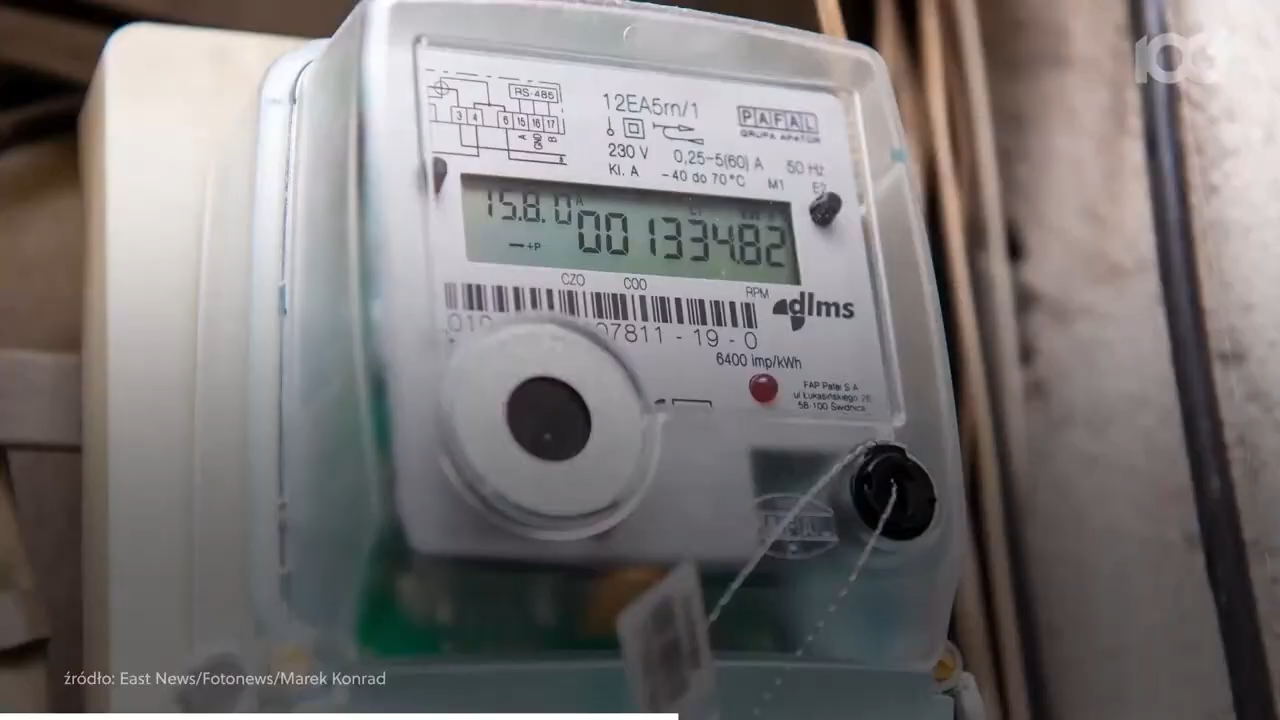 RS-485
3 4 6 15 16 17
12EA5rn/1
PAFAL
GRUPA APATOR
230 V 0,25-5(60) A 50 Hz
Kl. A -40 do 70°C M1 E2
15.8.0
001334.82
+P
CZO COO RPM
dlms
07811 - 19 - 0
6400 imp/kWh
FAP Pafal S.A.
ul Łukasińskiego 26
58-100 Świdnica
źródło: East News/Fotonews/Marek Konrad